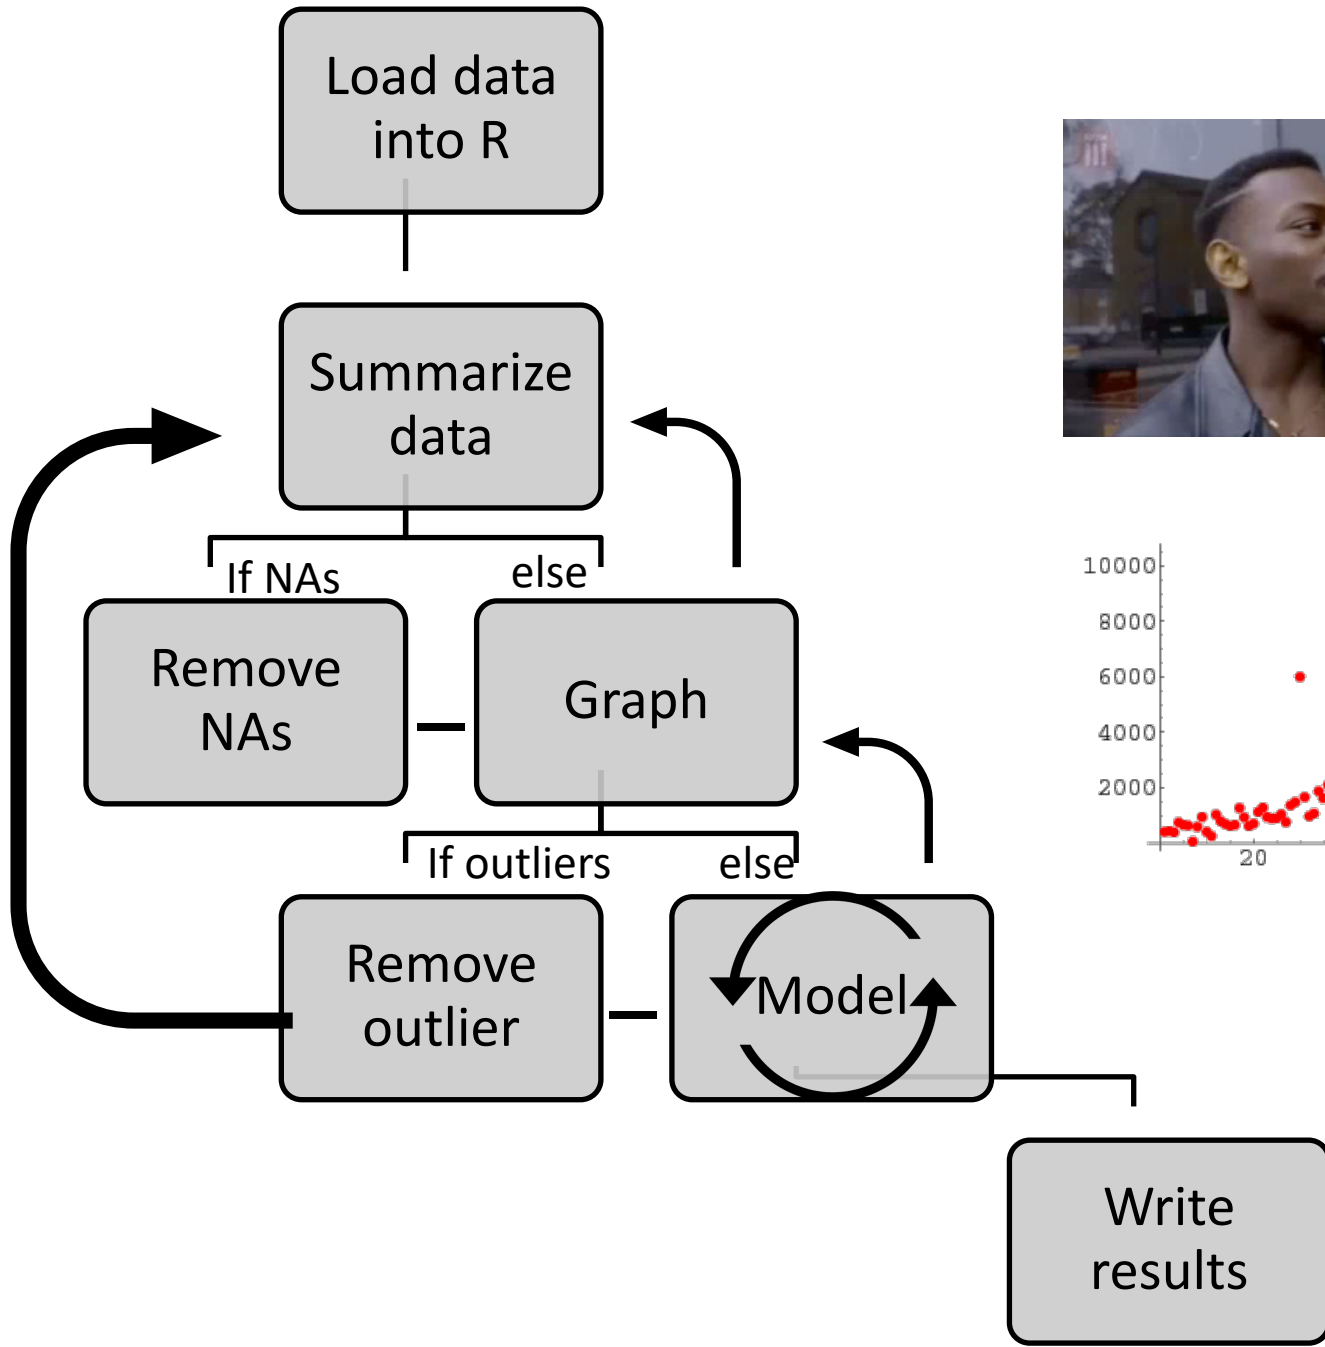 Load data
into R
Summarize
data
If NAs
else
Remove
NAs
Graph
If outliers
else
Remove
outlier
Model
Write
results
10000
8000
6000
4000
2000
20